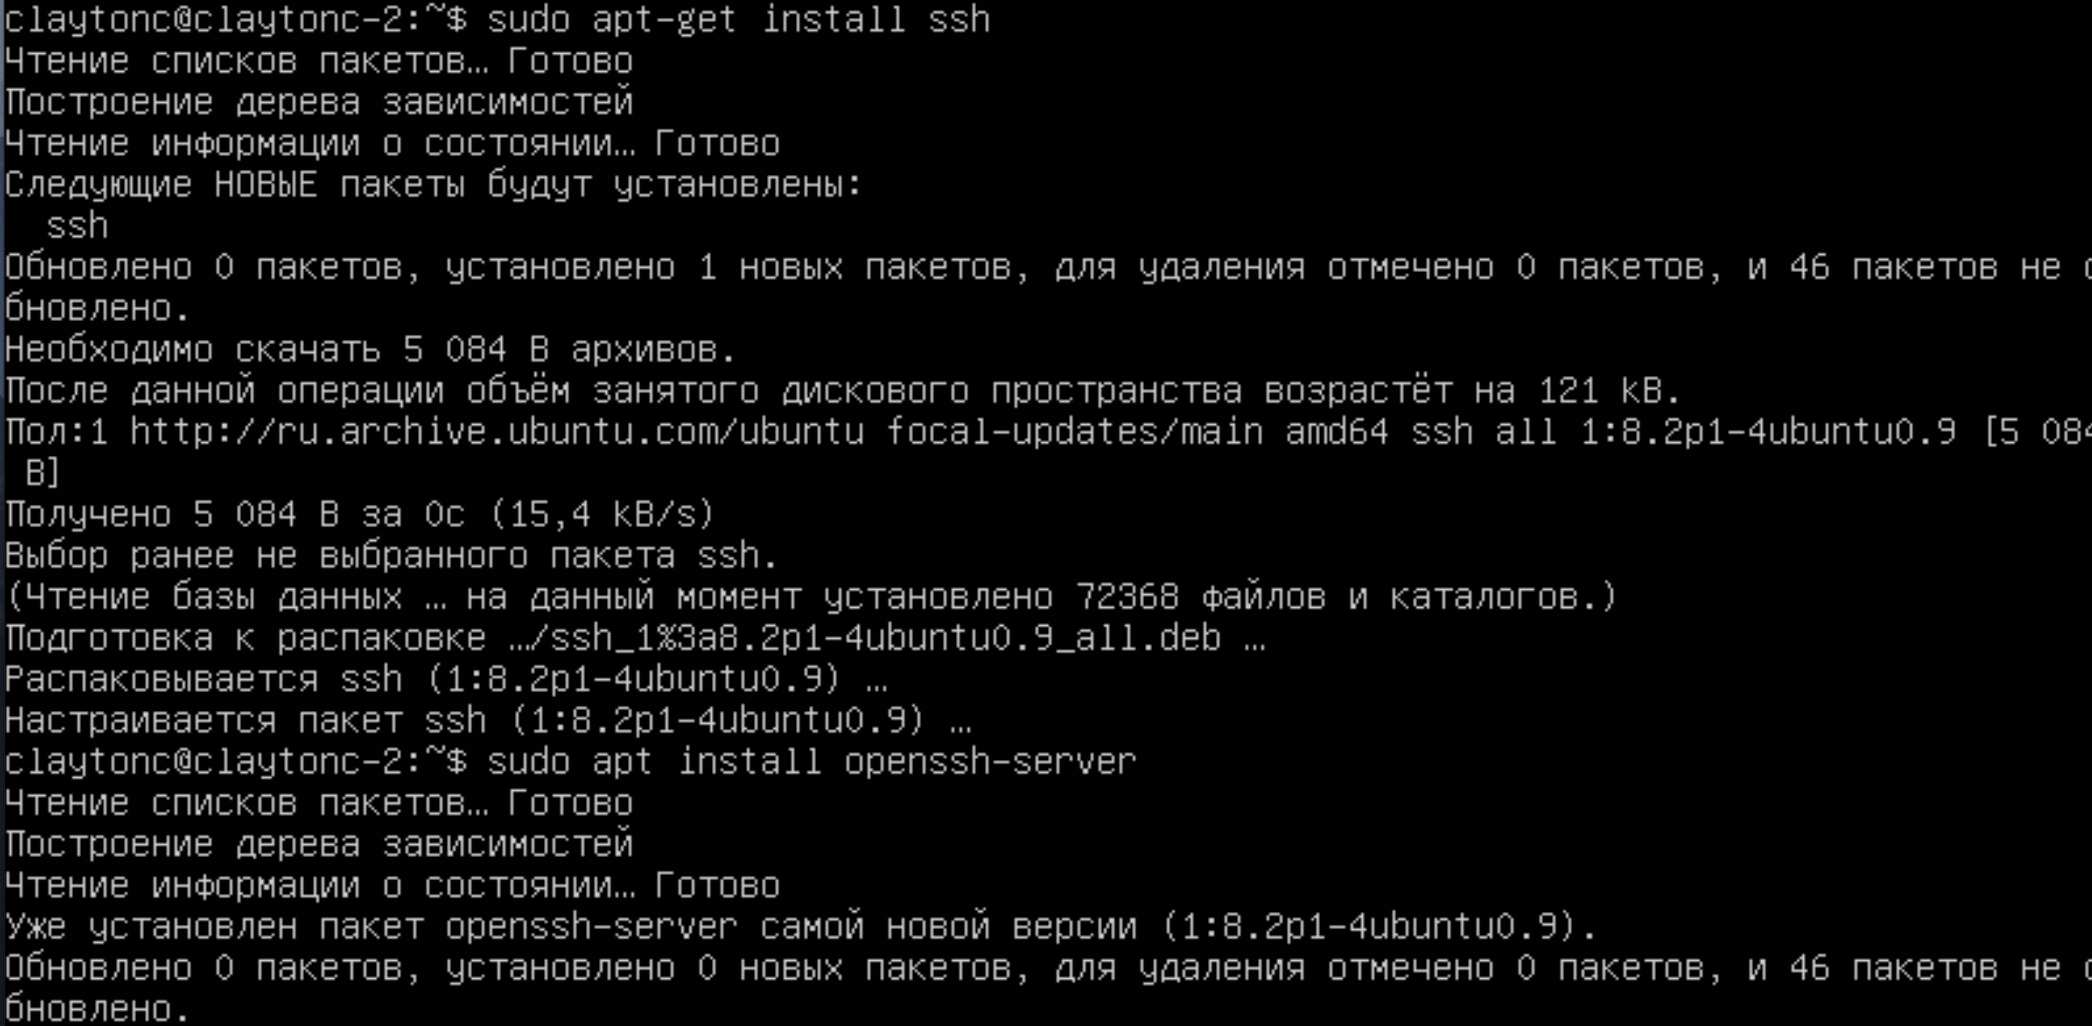 claytonc@claytonc-2:~$ sudo apt-get install ssh
Чтение списков пакетов… Готово
Построение дерева зависимостей
Чтение информации о состоянии… Готово
Следующие НОВЫЕ пакеты будут установлены:
  ssh
Обновлено 0 пакетов, установлено 1 новых пакетов, для удаления отмечено 0 пакетов, и 46 пакетов не о
бновлено.
Необходимо скачать 5 084 B архивов.
После данной операции объём занятого дискового пространства возрастёт на 121 kB.
Пол:1 http://ru.archive.ubuntu.com/ubuntu focal-updates/main amd64 ssh all 1:8.2p1-4ubuntu0.9 [5 084
 B]
Получено 5 084 B за 0с (15,4 kB/s)
Выбор ранее не выбранного пакета ssh.
(Чтение базы данных … на данный момент установлено 72368 файлов и каталогов.)
Подготовка к распаковке …/ssh_1%3a8.2p1-4ubuntu0.9_all.deb …
Распаковывается ssh (1:8.2p1-4ubuntu0.9) …
Настраивается пакет ssh (1:8.2p1-4ubuntu0.9) …
claytonc@claytonc-2:~$ sudo apt install openssh-server
Чтение списков пакетов… Готово
Построение дерева зависимостей
Чтение информации о состоянии… Готово
Уже установлен пакет openssh-server самой новой версии (1:8.2p1-4ubuntu0.9).
Обновлено 0 пакетов, установлено 0 новых пакетов, для удаления отмечено 0 пакетов, и 46 пакетов не о
бновлено.